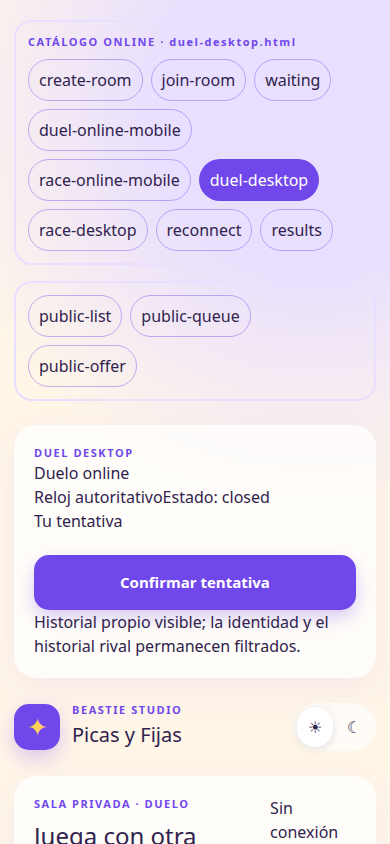 CATÁLOGO ONLINE · duel-desktop.html
create-room join-room waiting
duel-online-mobile
race-online-mobile duel-desktop
race-desktop reconnect results
public-list public-queue
public-offer
DUEL DESKTOP
Duelo online
Reloj autoritativoEstado: closed
Tu tentativa
Confirmar tentativa
Historial propio visible; la identidad y el
historial rival permanecen filtrados.
BEASTIE STUDIO
Picas y Fijas
SALA PRIVADA · DUELO
Juega con otra
Sin
conexión